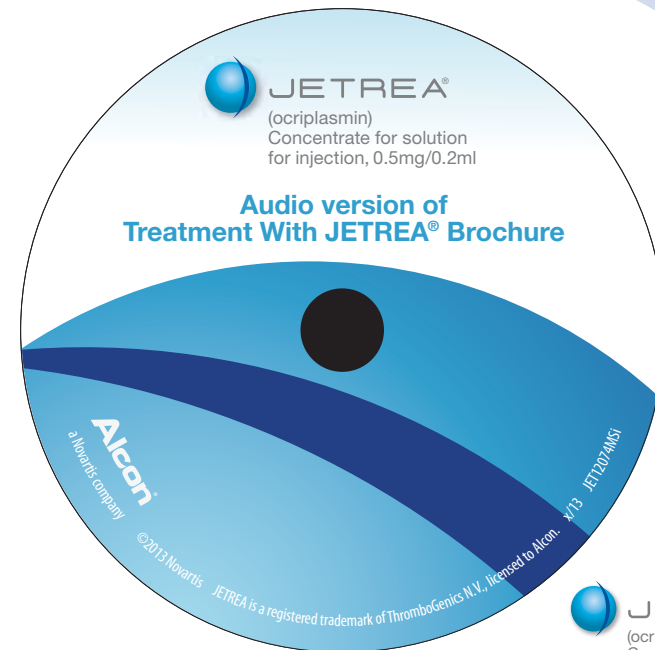 JETREA®
(ocriplasmin)
Concentrate for solution
for injection, 0.5mg/0.2ml
Audio version of
Treatment With JETREA® Brochure
Alcon®
a Novartis company
©2013 Novartis JETREA is a registered trademark of ThromboGenics N.V., licensed to Alcon. x/13 JET12074MSi
J
(ocr